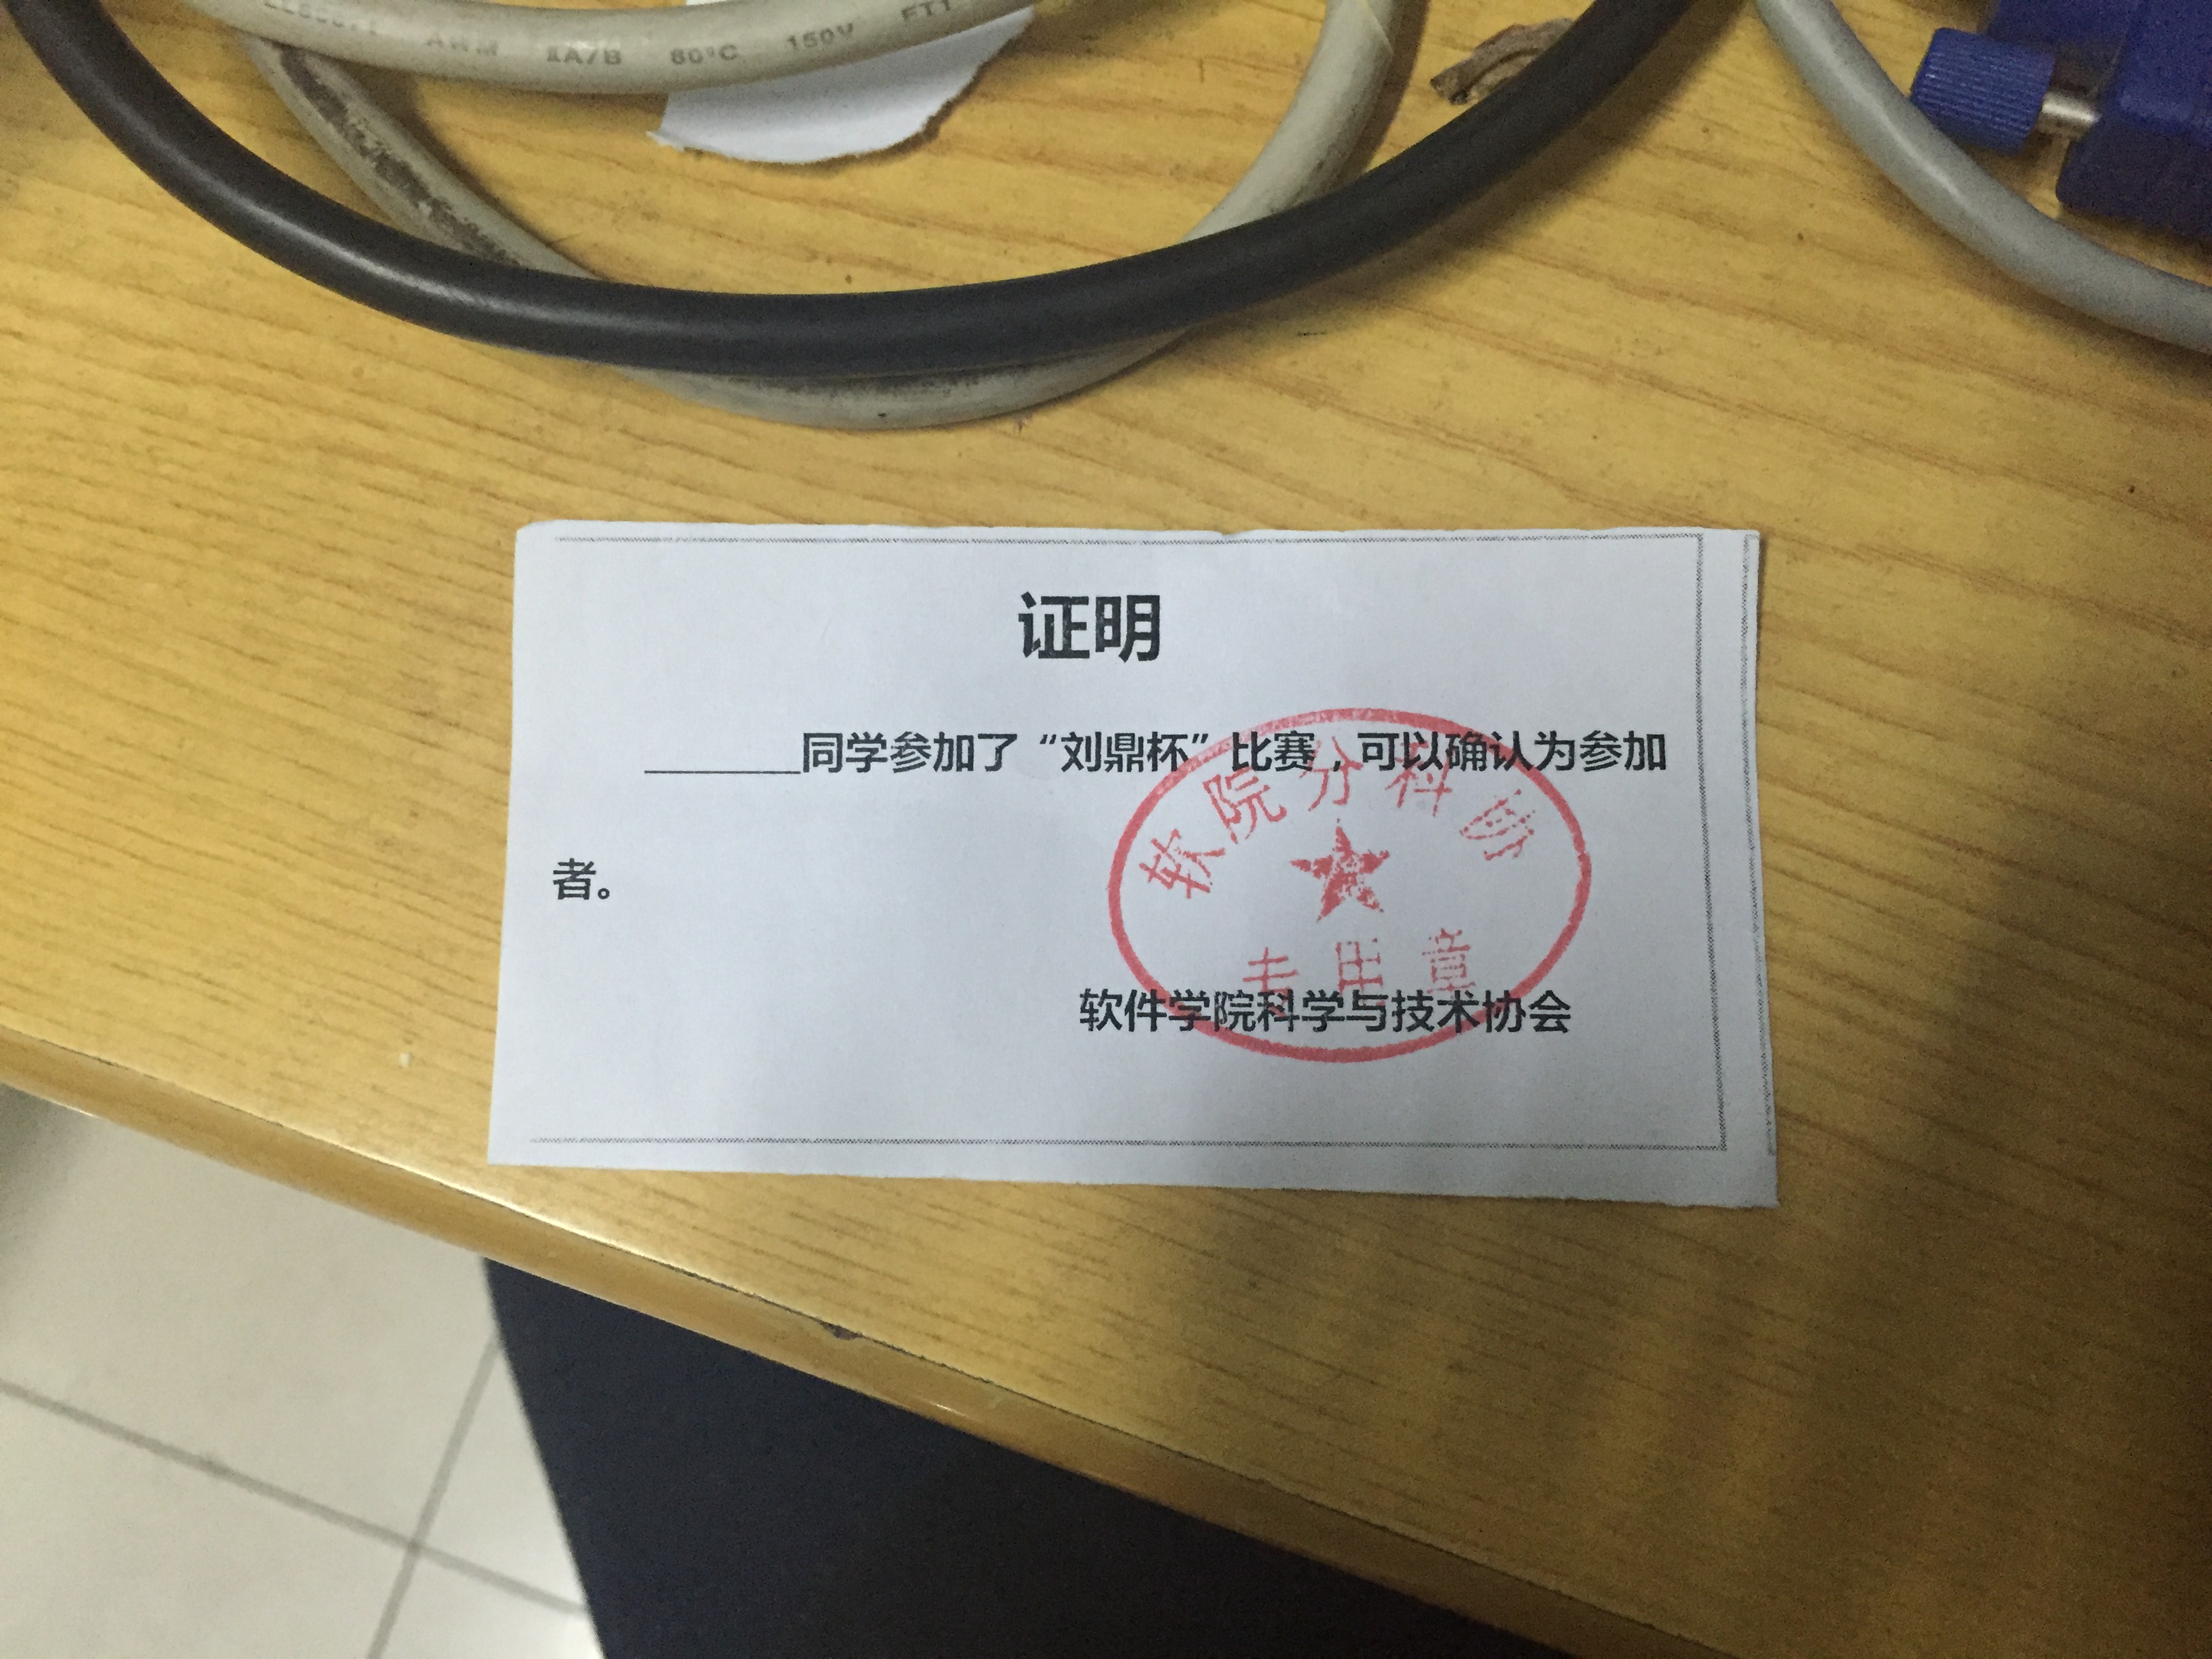 AWM IIA/B 80°C 150V FT1
证明
________同学参加了“刘鼎杯”比赛，可以确认为参加
者。
软院分科协
专用章
软件学院科学与技术协会